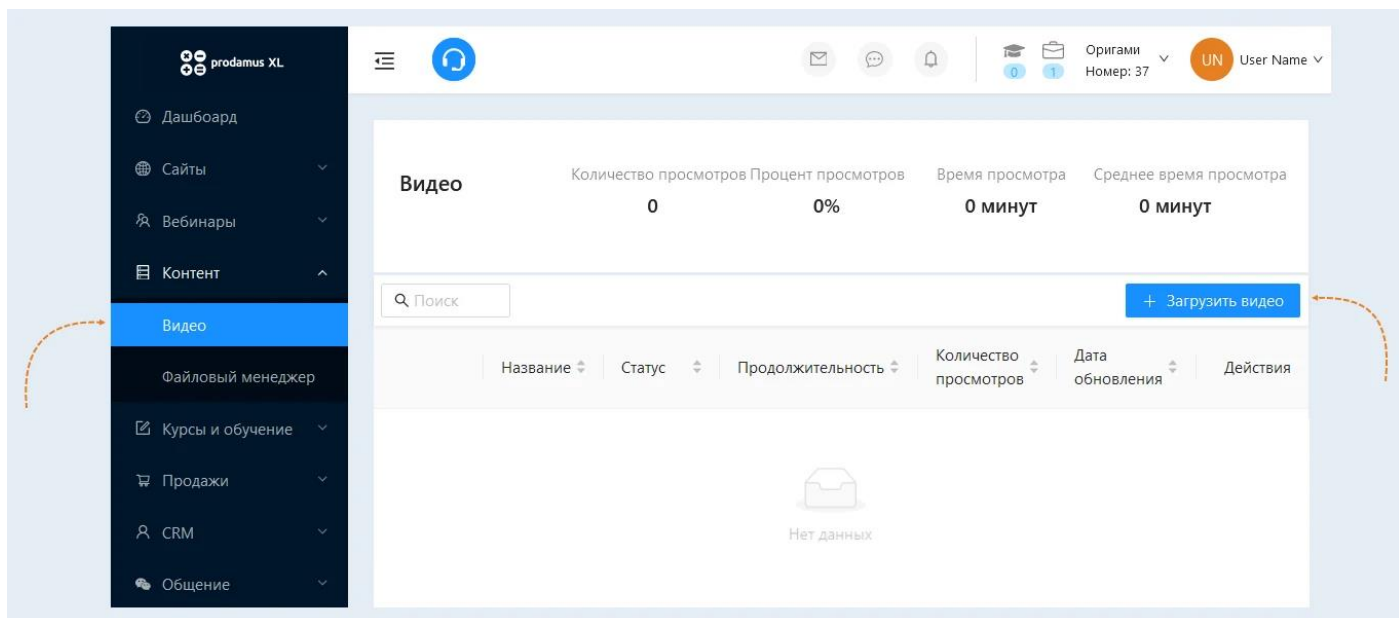 prodamus XL
Оригами
Номер: 37
0
1
UN
User Name
Дашбоард
Сайты
Вебинары
Контент
Видео
Файловый менеджер
Курсы и обучение
Продажи
CRM
Общение
Видео
Количество просмотров
0
Процент просмотров
0%
Время просмотра
0 минут
Среднее время просмотра
0 минут
Поиск
+ Загрузить видео
Название
Статус
Продолжительность
Количество
просмотров
Дата
обновления
Действия
Нет данных